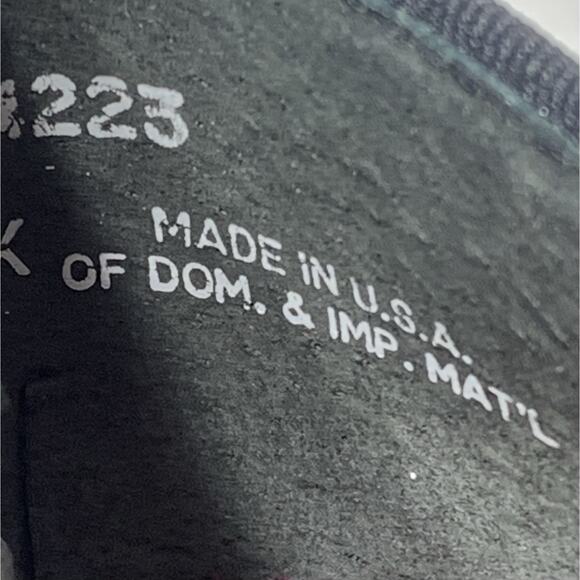 223
MADE IN U.S.A.
OF DOM. & IMP. MAT'L